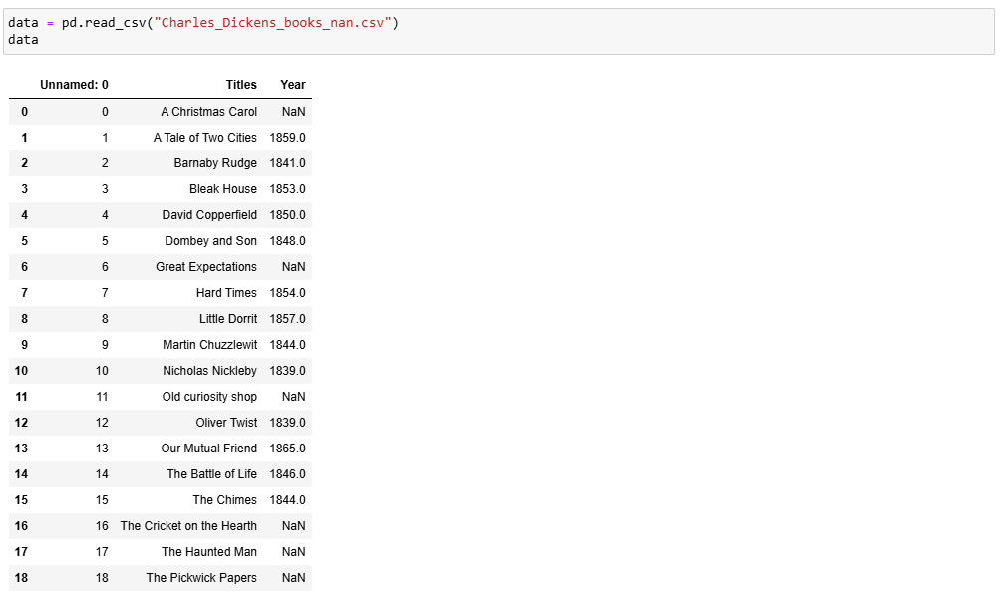 data = pd.read_csv("Charles_Dickens_books_nan.csv")
data
Unnamed: 0 Titles Year
0 0 A Christmas Carol NaN
1 1 A Tale of Two Cities 1859.0
2 2 Barnaby Rudge 1841.0
3 3 Bleak House 1853.0
4 4 David Copperfield 1850.0
5 5 Dombey and Son 1848.0
6 6 Great Expectations NaN
7 7 Hard Times 1854.0
8 8 Little Dorrit 1857.0
9 9 Martin Chuzzlewit 1844.0
10 10 Nicholas Nickleby 1839.0
11 11 Old curiosity shop NaN
12 12 Oliver Twist 1839.0
13 13 Our Mutual Friend 1865.0
14 14 The Battle of Life 1846.0
15 15 The Chimes 1844.0
16 16 The Cricket on the Hearth NaN
17 17 The Haunted Man NaN
18 18 The Pickwick Papers NaN